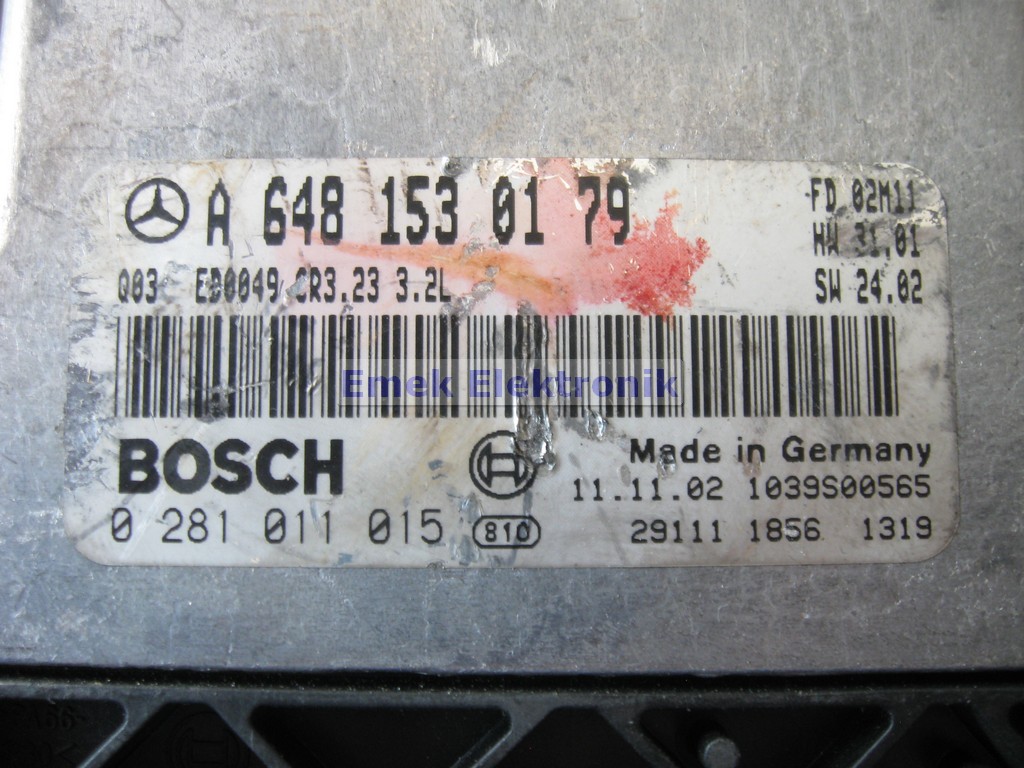 A 648 153 01 79
FD 02M11
HW 31.01
Q03 ED0049 CR3.23 3.2L
SW 24.02
Emek Elektronik
BOSCH
Made in Germany
11.11.02 1039S00565
0 281 011 015 810
29111 1856 1319